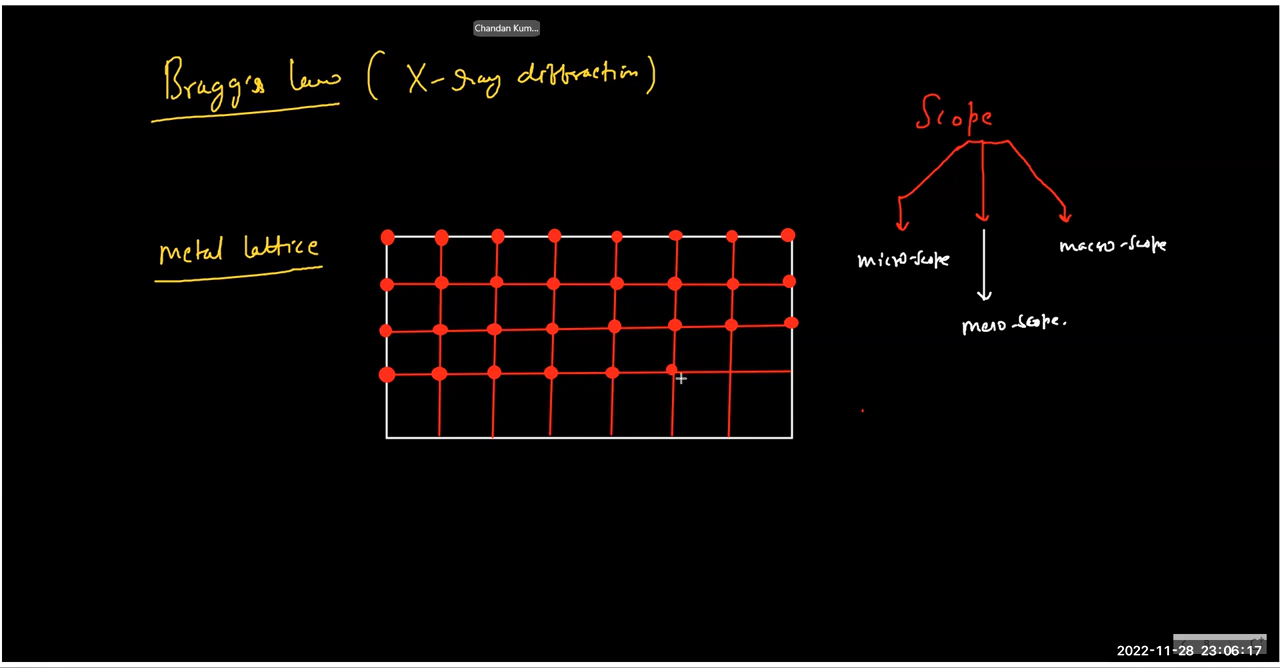 Chandan Kum...
Bragg's law ( X-ray diffraction )
Scope
metal lattice
micro-scope
macro-scope
meso-scope.
2022-11-28 23:06:17